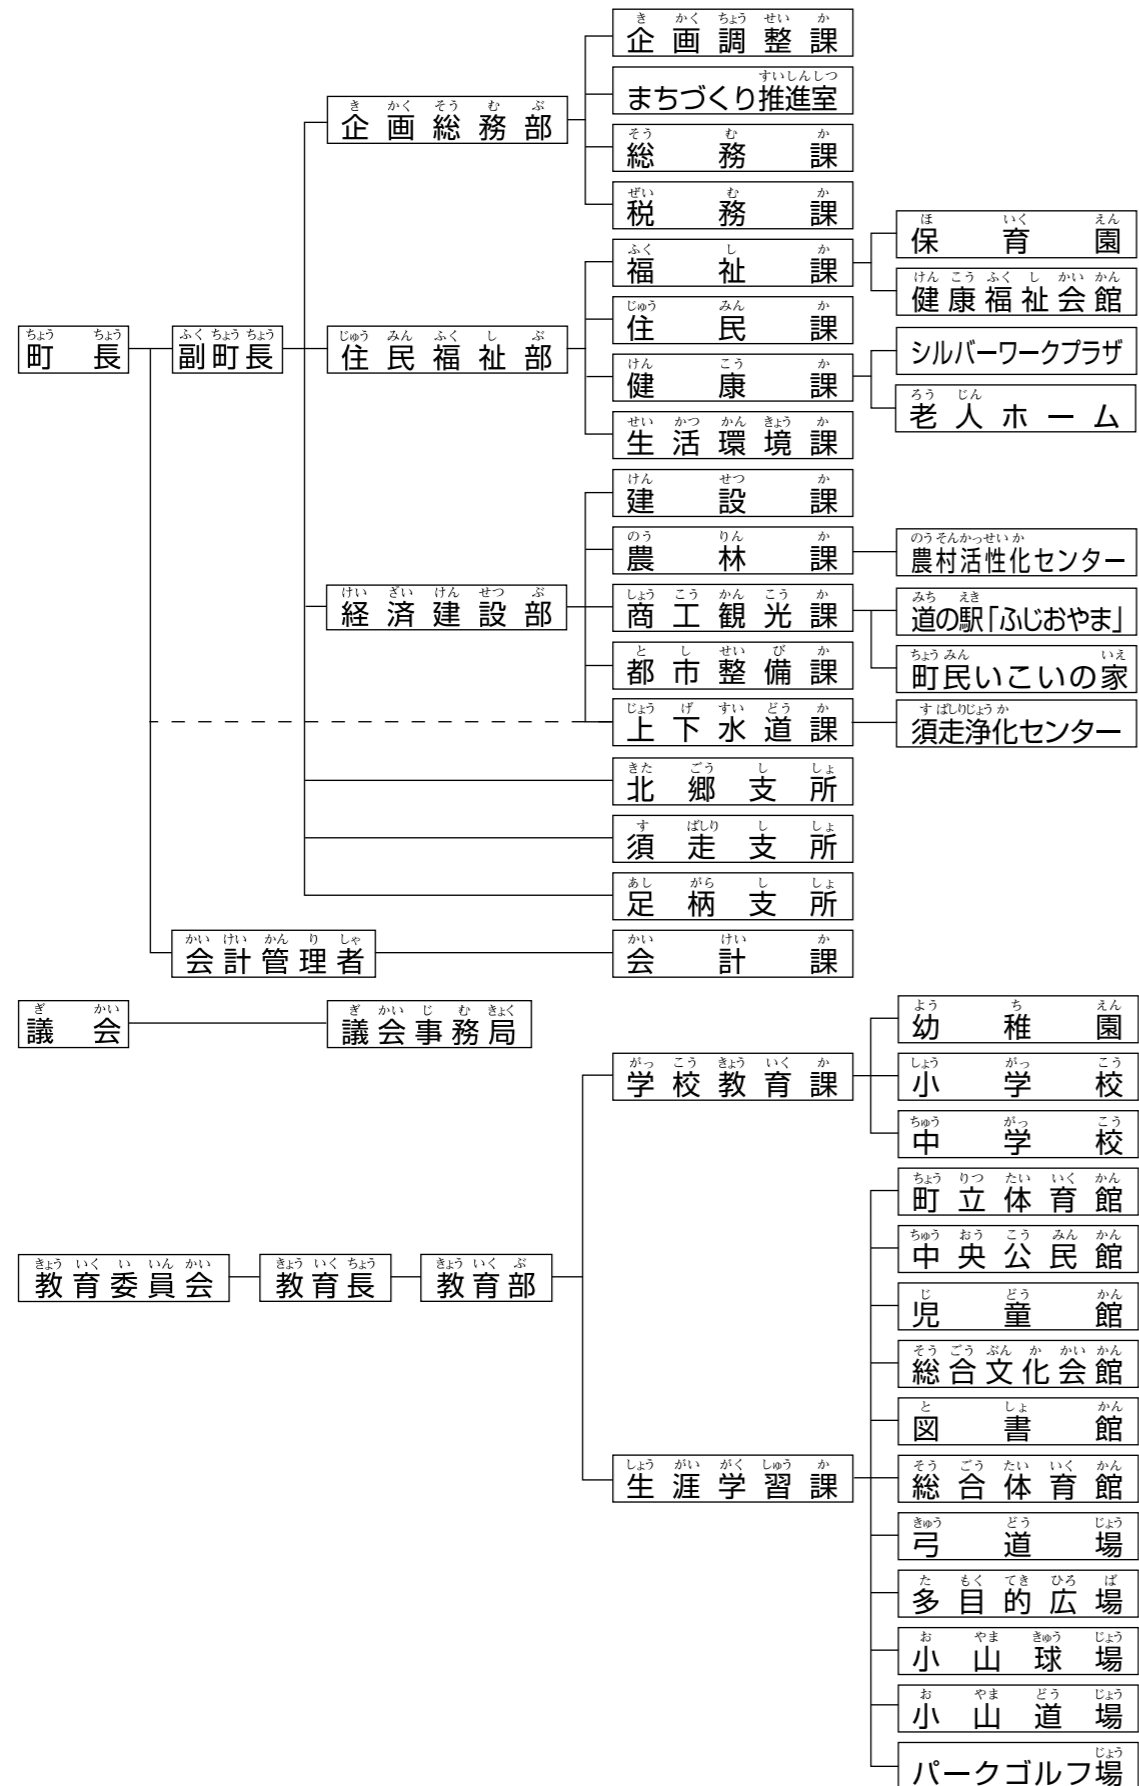 企画調整課
まちづくり推進室
企画総務部
総務課
税務課
福祉課
保育園
健康福祉会館
町長
副町長
住民福祉部
住民課
健康課
シルバーワークプラザ
老人ホーム
生活環境課
建設課
農林課
農村活性化センター
経済建設部
商工観光課
道の駅「ふじおやま」
町民いこいの家
都市整備課
上下水道課
須走浄化センター
北郷支所
須走支所
足柄支所
会計管理者
会計課
議会
議会事務局
学校教育課
幼稚園
小学校
中学校
教育委員会
教育長
教育部
生涯学習課
町立体育館
中央公民館
児童館
総合文化会館
図書館
総合体育館
弓道場
多目的広場
小山球場
小山道場
パークゴルフ場